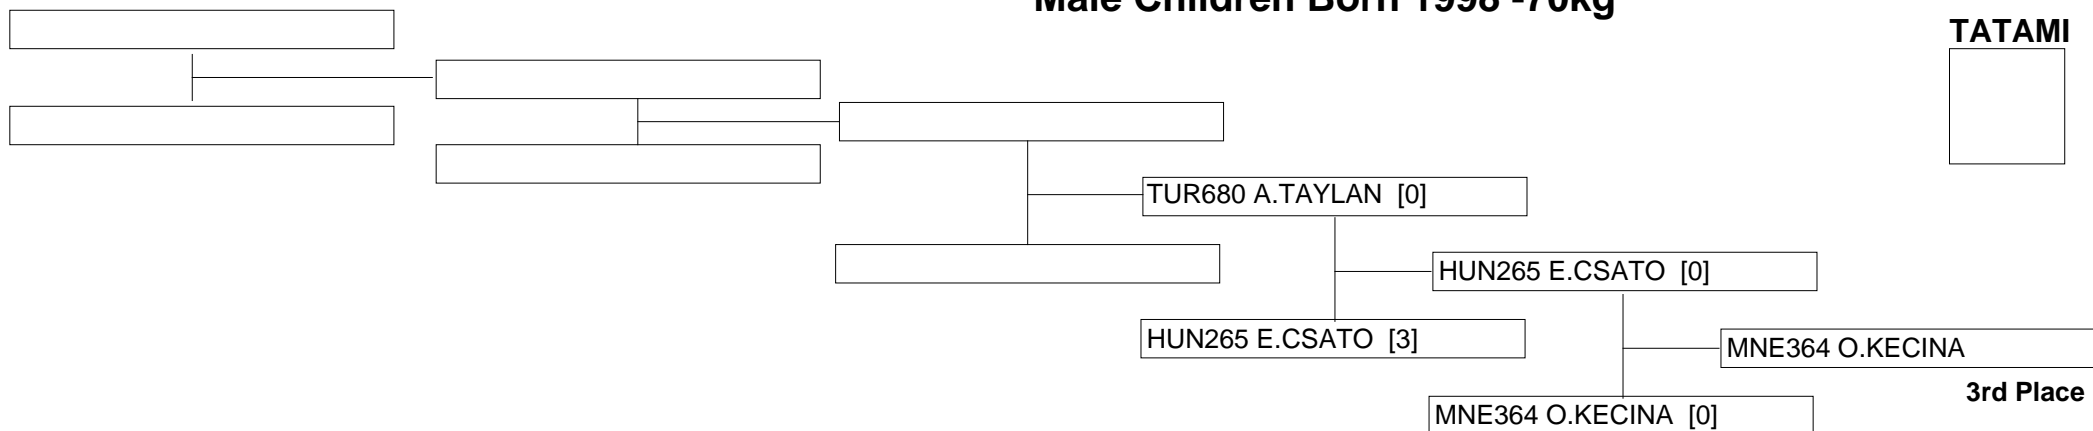 Male Children Born 1998 -70kg
TATAMI
TUR680 A.TAYLAN [0]
HUN265 E.CSATO [0]
HUN265 E.CSATO [3]
MNE364 O.KECINA
3rd Place
MNE364 O.KECINA [0]